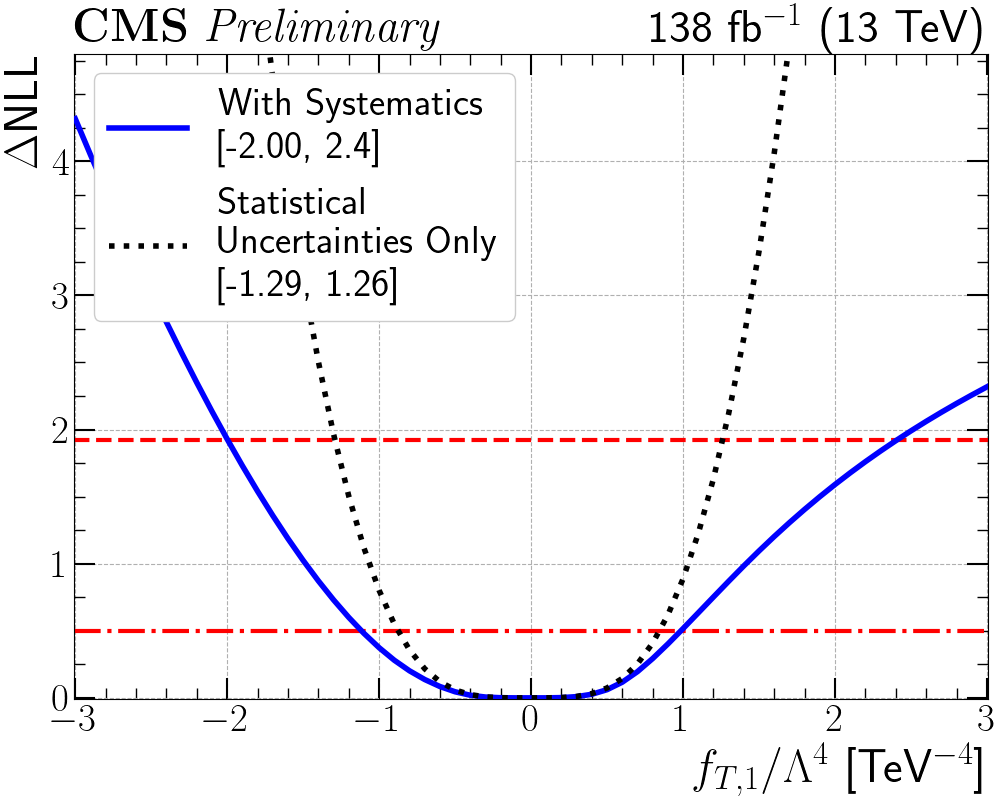 CMS Preliminary 138 fb⁻¹ (13 TeV)
ΔNLL
With Systematics
[-2.00, 2.4]
Statistical
Uncertainties Only
[-1.29, 1.26]
4
3
2
1
0
−3 −2 −1 0 1 2 3
f_{T,1}/Λ⁴ [TeV⁻⁴]